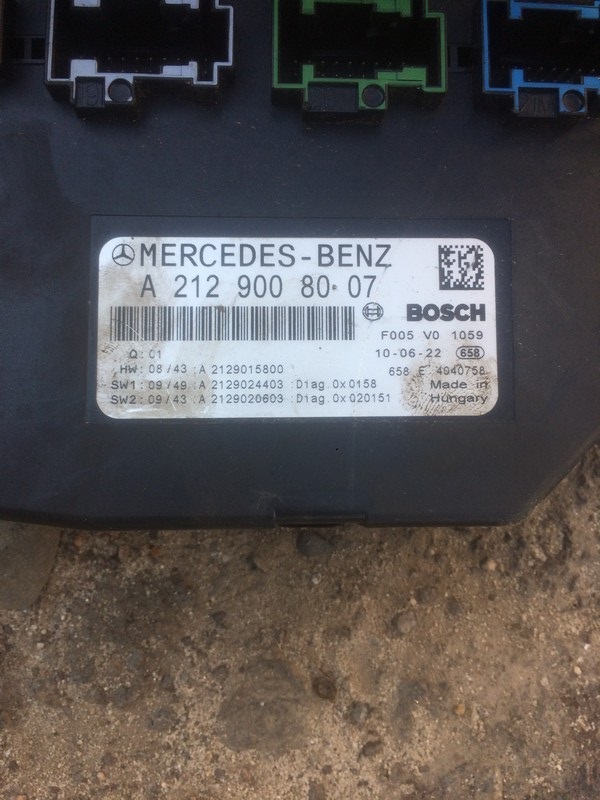 MERCEDES-BENZ
A 212 900 80 07
BOSCH
F005 V0 1059
Q: 01
10-06-22 658
HW: 08/43: A 2129015800
658 E 4940758
SW1: 09/49: A 2129024403: Diag.0x0158
Made in
SW2: 09/43: A 2129020603: Diag.0x020151
Hungary